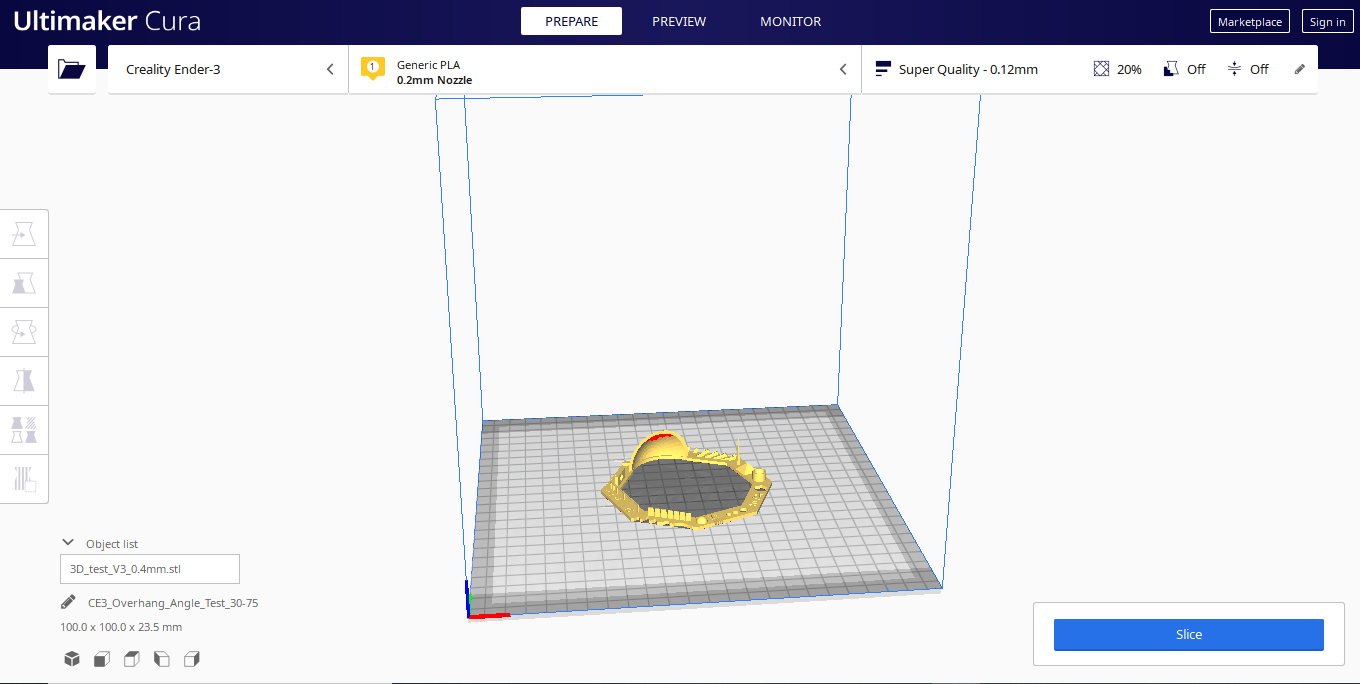 Ultimaker Cura
PREPARE
PREVIEW
MONITOR
Marketplace
Sign in
Creality Ender-3
1
Generic PLA
0.2mm Nozzle
Super Quality - 0.12mm
20%
Off
Off
Object list
3D_test_V3_0.4mm.stl
CE3_Overhang_Angle_Test_30-75
100.0 x 100.0 x 23.5 mm
Slice